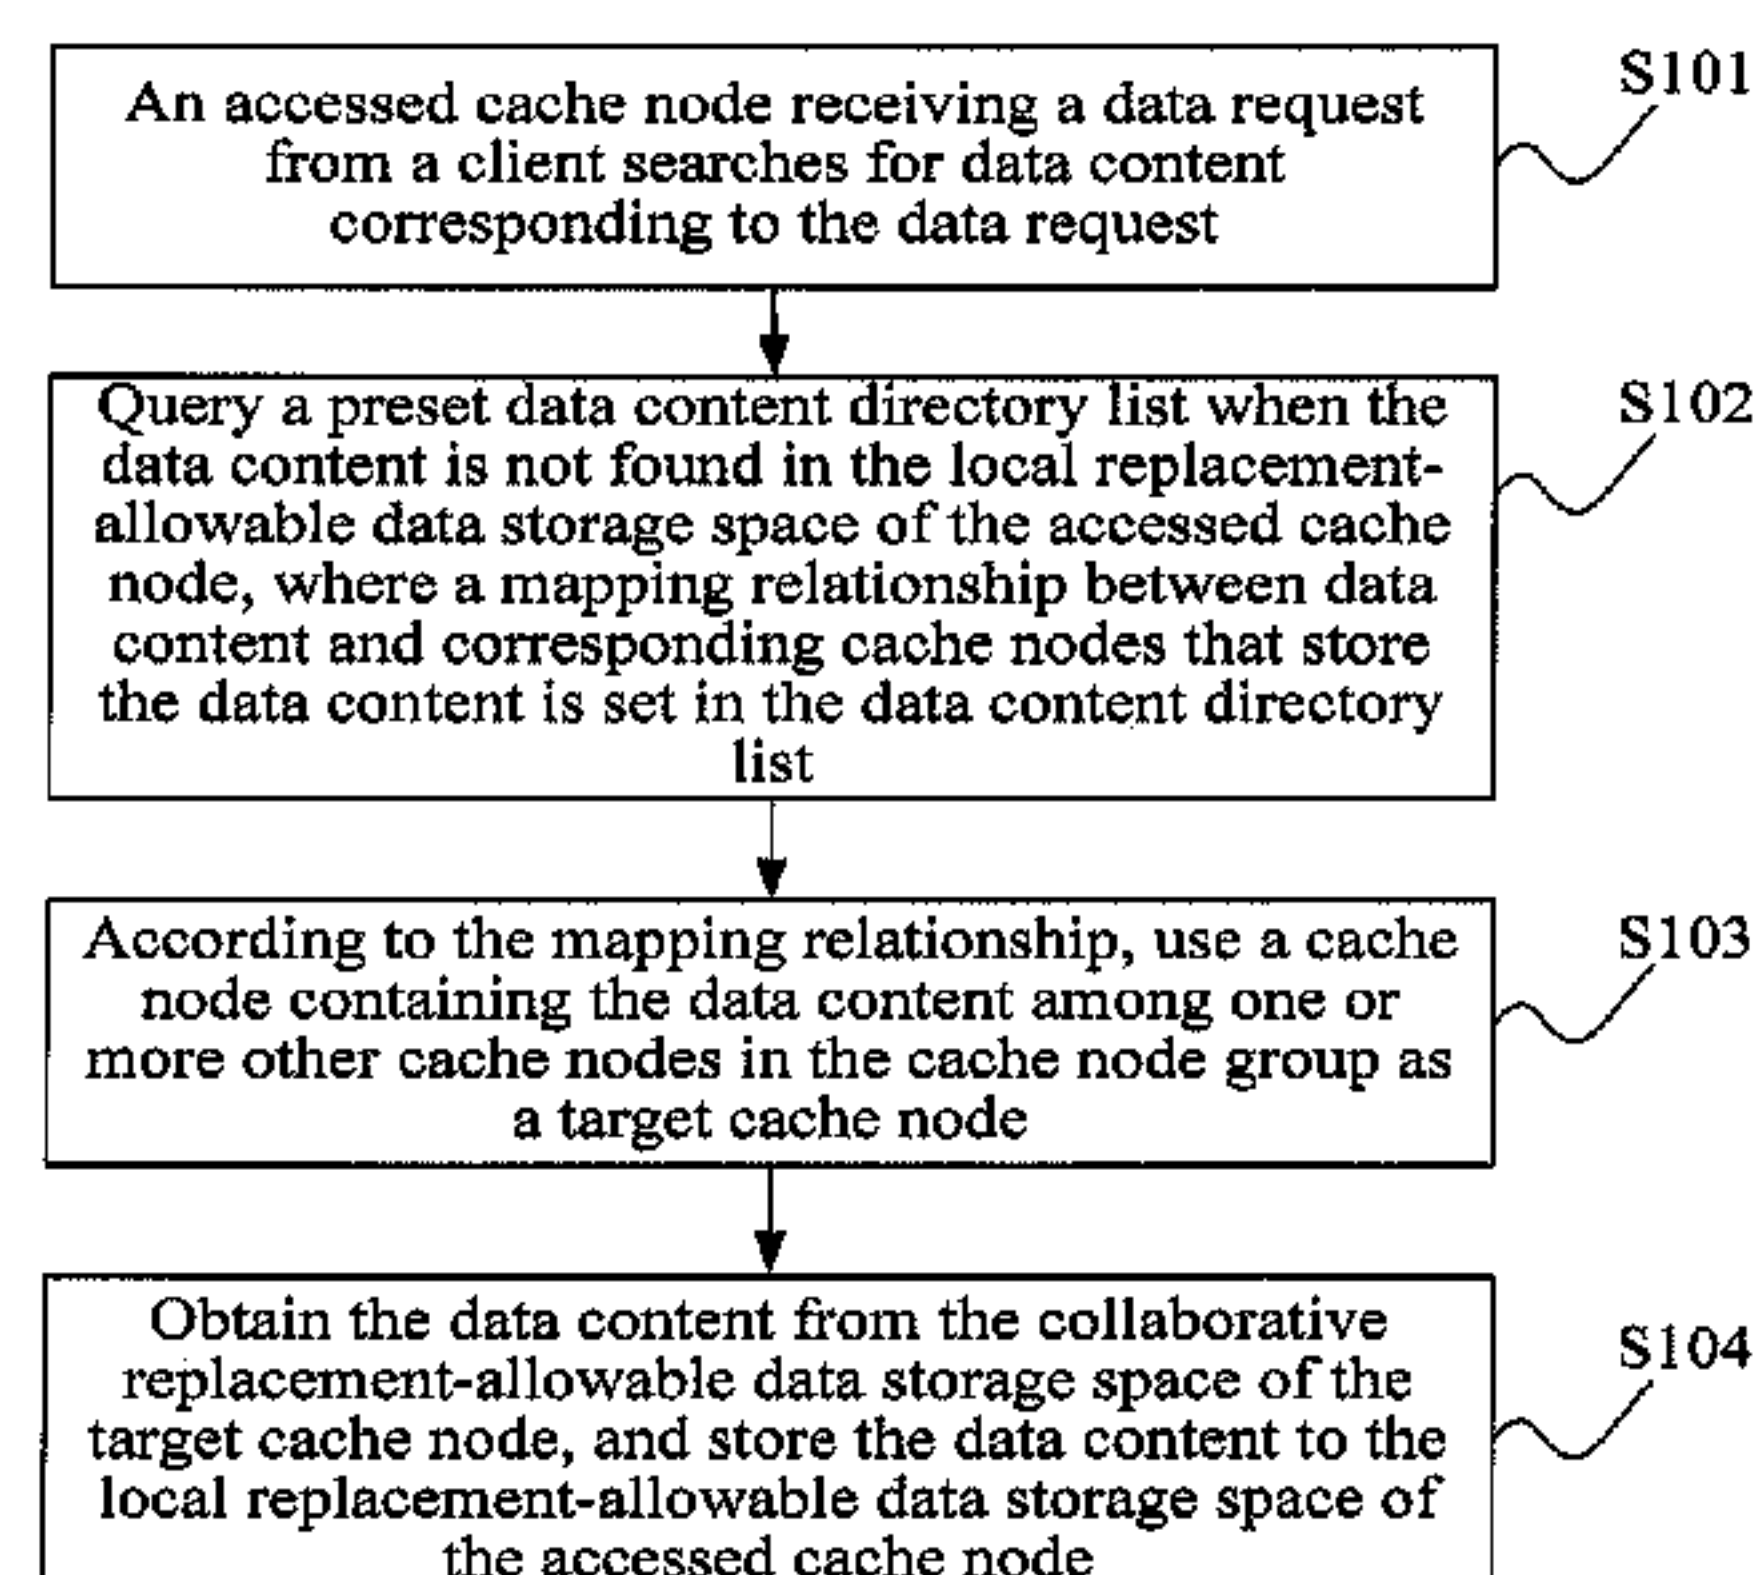 An accessed cache node receiving a data request
from a client searches for data content
corresponding to the data request
S101
Query a preset data content directory list when the
data content is not found in the local replacement-
allowable data storage space of the accessed cache
node, where a mapping relationship between data
content and corresponding cache nodes that store
the data content is set in the data content directory
list
S102
According to the mapping relationship, use a cache
node containing the data content among one or
more other cache nodes in the cache node group as
a target cache node
S103
Obtain the data content from the collaborative
replacement-allowable data storage space of the
target cache node, and store the data content to the
local replacement-allowable data storage space of
the accessed cache node
S104